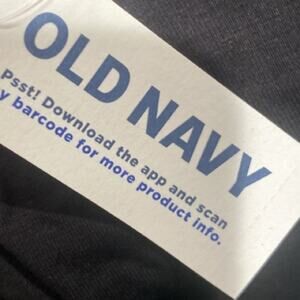 OLD NAVY
Psst! Download the app and scan
y barcode for more product info.